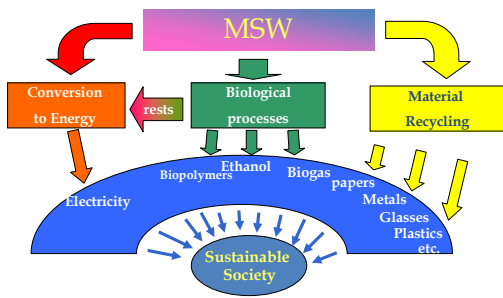 MSW
Conversion
to Energy
rests
Biological
processes
Material
Recycling
Electricity
Biopolymers
Ethanol
Biogas
papers
Metals
Glasses
Plastics
etc.
Sustainable
Society